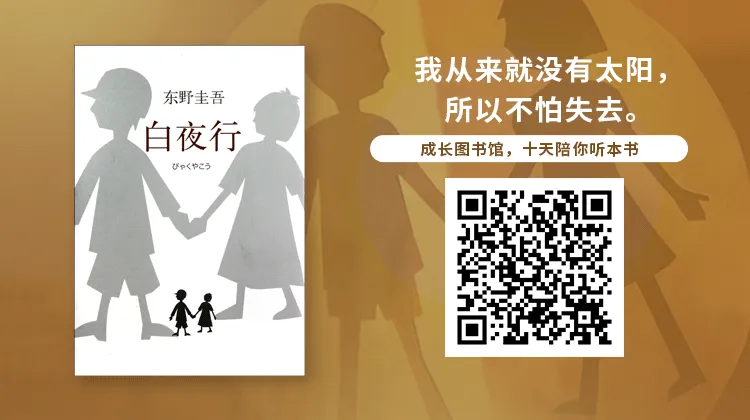 东野圭吾
白夜行
びゃくやこう
我从来就没有太阳，
所以不怕失去。
成长图书馆，十天陪你听本书